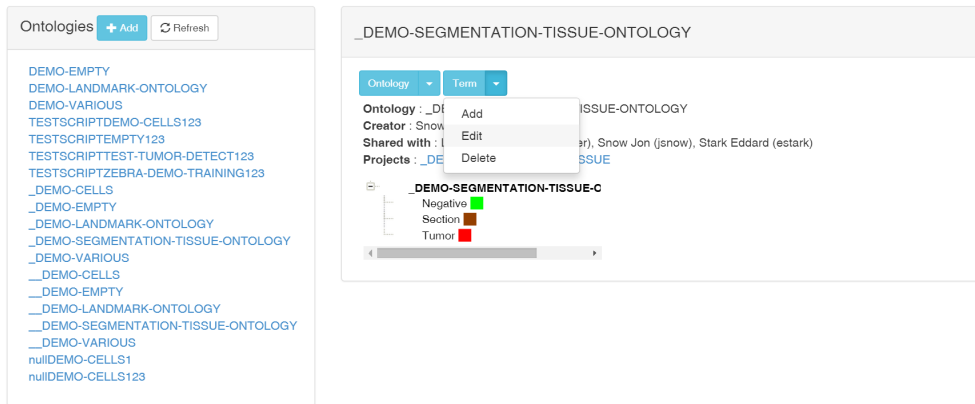 Ontologies Add Refresh
DEMO-EMPTY
DEMO-LANDMARK-ONTOLOGY
DEMO-VARIOUS
TESTSCRIPTDEMO-CELLS123
TESTSCRIPTEMPTY123
TESTSCRIPTTEST-TUMOR-DETECT123
TESTSCRIPTZEBRA-DEMO-TRAINING123
_DEMO-CELLS
_DEMO-EMPTY
_DEMO-LANDMARK-ONTOLOGY
_DEMO-SEGMENTATION-TISSUE-ONTOLOGY
_DEMO-VARIOUS
__DEMO-CELLS
__DEMO-EMPTY
__DEMO-LANDMARK-ONTOLOGY
__DEMO-SEGMENTATION-TISSUE-ONTOLOGY
__DEMO-VARIOUS
nullDEMO-CELLS1
nullDEMO-CELLS123
_DEMO-SEGMENTATION-TISSUE-ONTOLOGY
Ontology Term
Add
Edit
Delete
Ontology : _DE ISSUE-ONTOLOGY
Creator : Snow
Shared with : er), Snow Jon (jsnow), Stark Eddard (estark)
Projects : _DE SSUE
_DEMO-SEGMENTATION-TISSUE-O
Negative
Section
Tumor